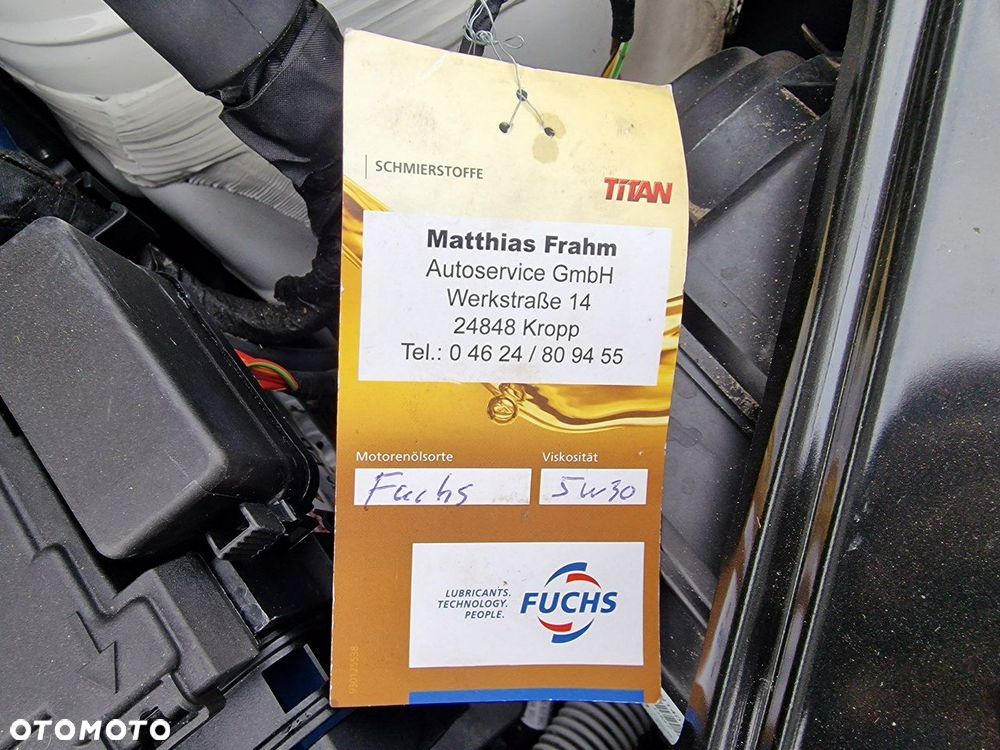 SCHMIERSTOFFE
TITAN
Matthias Frahm
Autoservice GmbH
Werkstraße 14
24848 Kropp
Tel.: 0 46 24 / 80 94 55
Motorenölsorte
Viskosität
Fuchs
5w30
LUBRICANTS.
TECHNOLOGY.
PEOPLE.
FUCHS
OTOMOTO